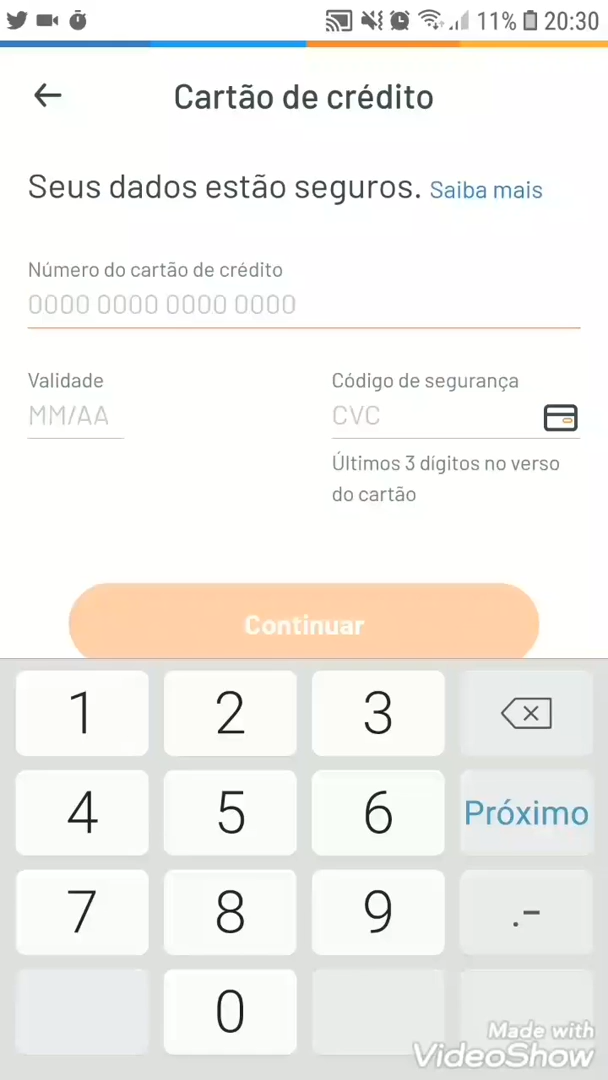 11% 20:30
Cartão de crédito
Seus dados estão seguros. Saiba mais
Número do cartão de crédito
0000 0000 0000 0000
Validade Código de segurança
MM/AA CVC
Últimos 3 dígitos no verso
do cartão
Continuar
1 2 3
4 5 6 Próximo
7 8 9 .-
0
Made with
VideoShow